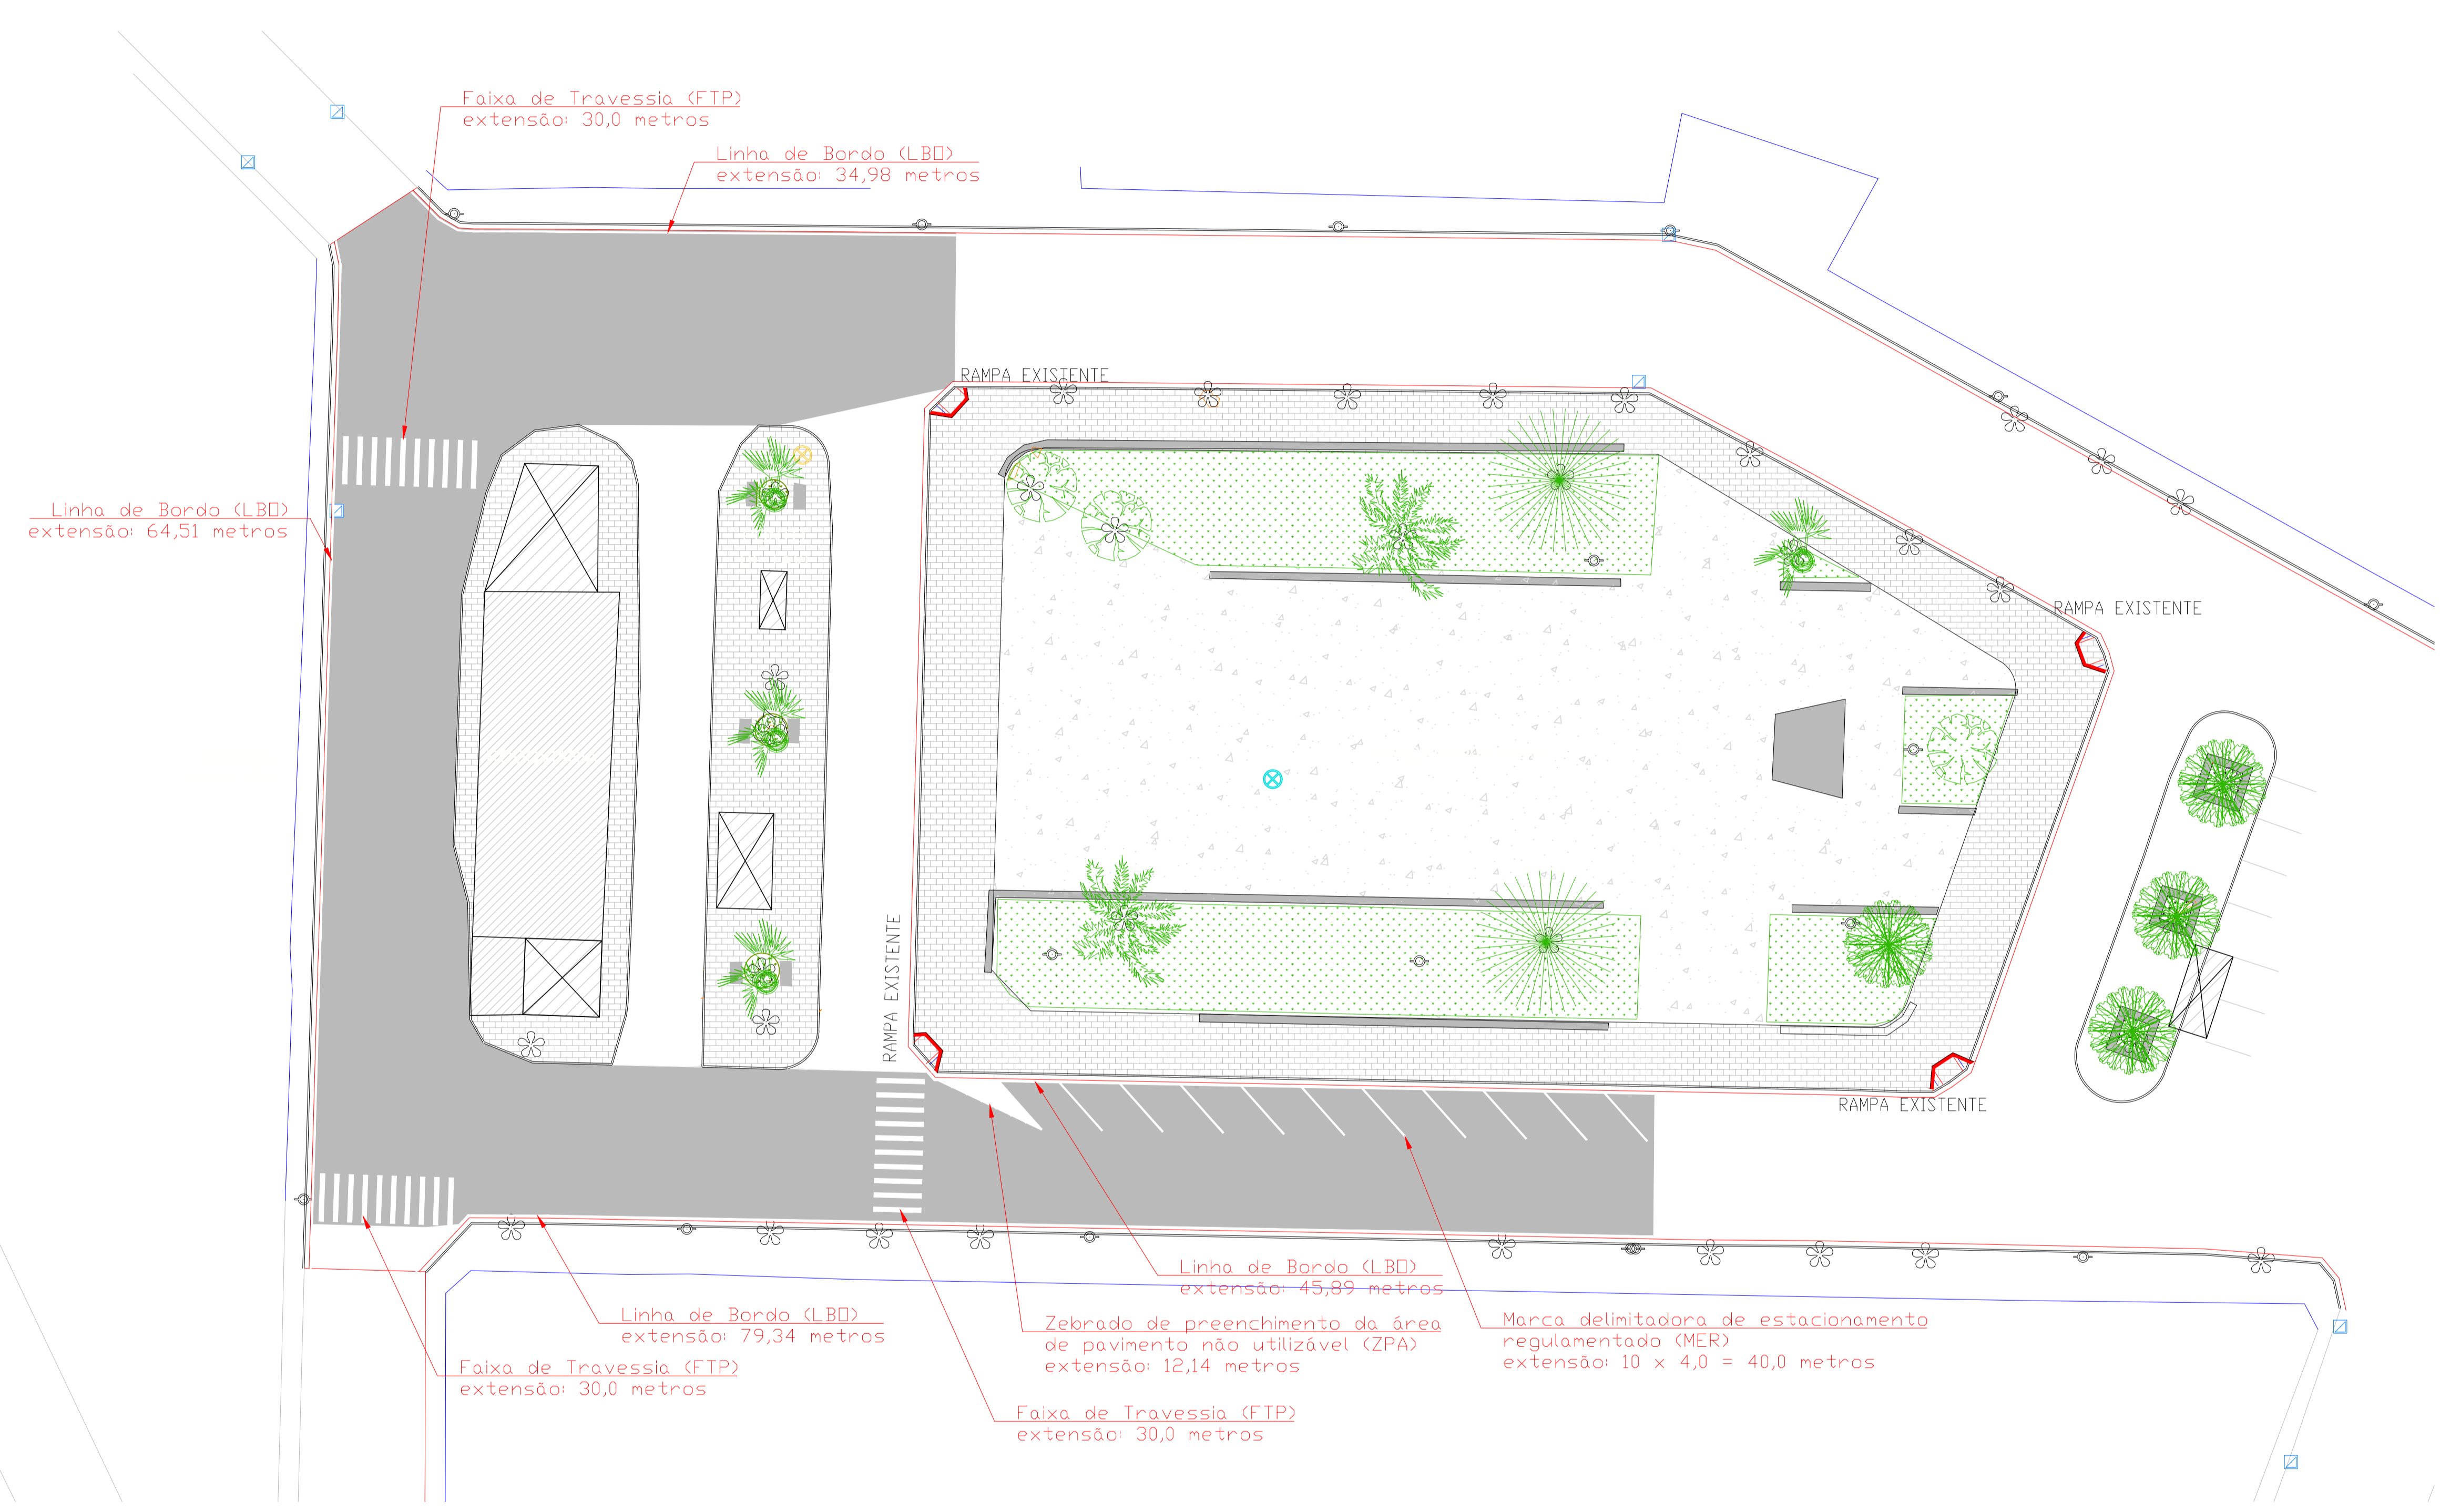 Faixa de Travessia (FTP)
extensão: 30,0 metros
Linha de Bordo (LBO)
extensão: 34,98 metros
RAMPA EXISTENTE
Linha de Bordo (LBO)
extensão: 64,51 metros
RAMPA EXISTENTE
RAMPA EXISTENTE
RAMPA EXISTENTE
Linha de Bordo (LBO)
extensão: 45,89 metros
Linha de Bordo (LBO)
extensão: 79,34 metros
Zebrado de preenchimento da área
de pavimento não utilizável (ZPA)
extensão: 12,14 metros
Marca delimitadora de estacionamento
regulamentado (MER)
extensão: 10 x 4,0 = 40,0 metros
Faixa de Travessia (FTP)
extensão: 30,0 metros
Faixa de Travessia (FTP)
extensão: 30,0 metros